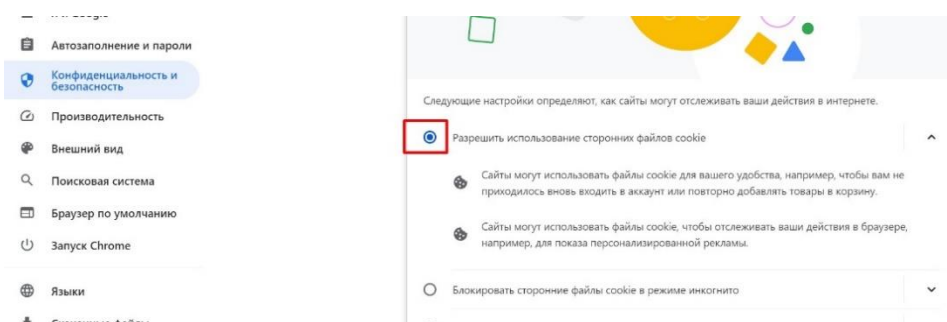 Автозаполнение и пароли
Конфиденциальность и
безопасность
Производительность
Внешний вид
Поисковая система
Браузер по умолчанию
Запуск Chrome
Языки
Следующие настройки определяют, как сайты могут отслеживать ваши действия в интернете.
Разрешить использование сторонних файлов cookie
Сайты могут использовать файлы cookie для вашего удобства, например, чтобы вам не
приходилось вновь входить в аккаунт или повторно добавлять товары в корзину.
Сайты могут использовать файлы cookie, чтобы отслеживать ваши действия в браузере,
например, для показа персонализированной рекламы.
Блокировать сторонние файлы cookie в режиме инкогнито